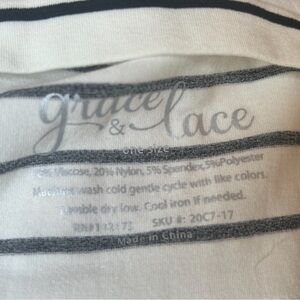 grace
& lace
one size
Viscose, 20% Nylon, 5% Spandex, 5% Polyester
Machine wash cold gentle cycle with like colors.
Tumble dry low. Cool iron if needed.
SKU #: 20C7-17
Made in China